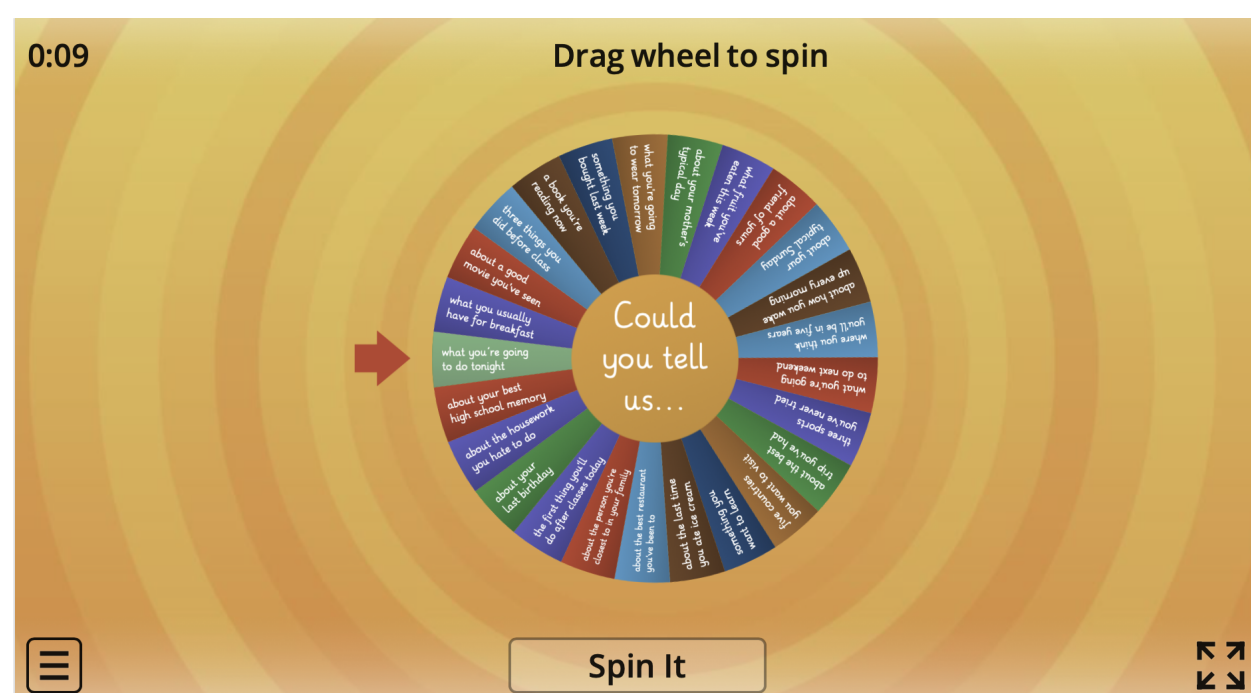 0:09
Drag wheel to spin
Could
you tell
us...
what you're going
to do tonight
what you usually
have for breakfast
about a good
movie you've seen
three things you
did before class
a book you're
reading now
something you
bought last week
what you're going
to wear tomorrow
about your mother's
typical day
what fruit you've
eaten this week
about a good
friend of yours
about your
typical Sunday
about how you wake
up every morning
where you think
you'll be in five years
what you're going
to do next weekend
three sports
you've never tried
about the best
trip you've had
five countries
you want to visit
something you
want to learn
about the last time
you ate ice cream
about the best restaurant
you've been to
about the person you're
closest to in your family
the first thing you'll
do after classes today
about your
last birthday
about the housework
you hate to do
about your best
high school memory
Spin It